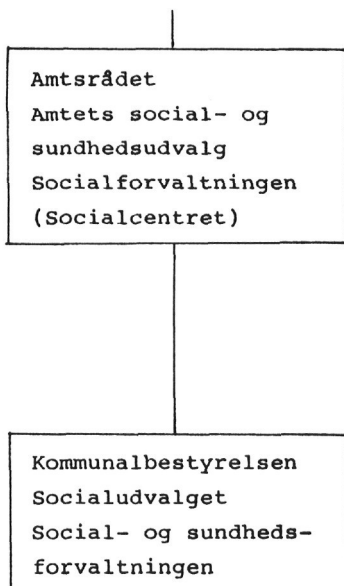 Amtsrådet
Amtets social- og
sundhedsudvalg
Socialforvaltningen
(Socialcentret)
Kommunalbestyrelsen
Socialudvalget
Social- og sundheds-
forvaltningen